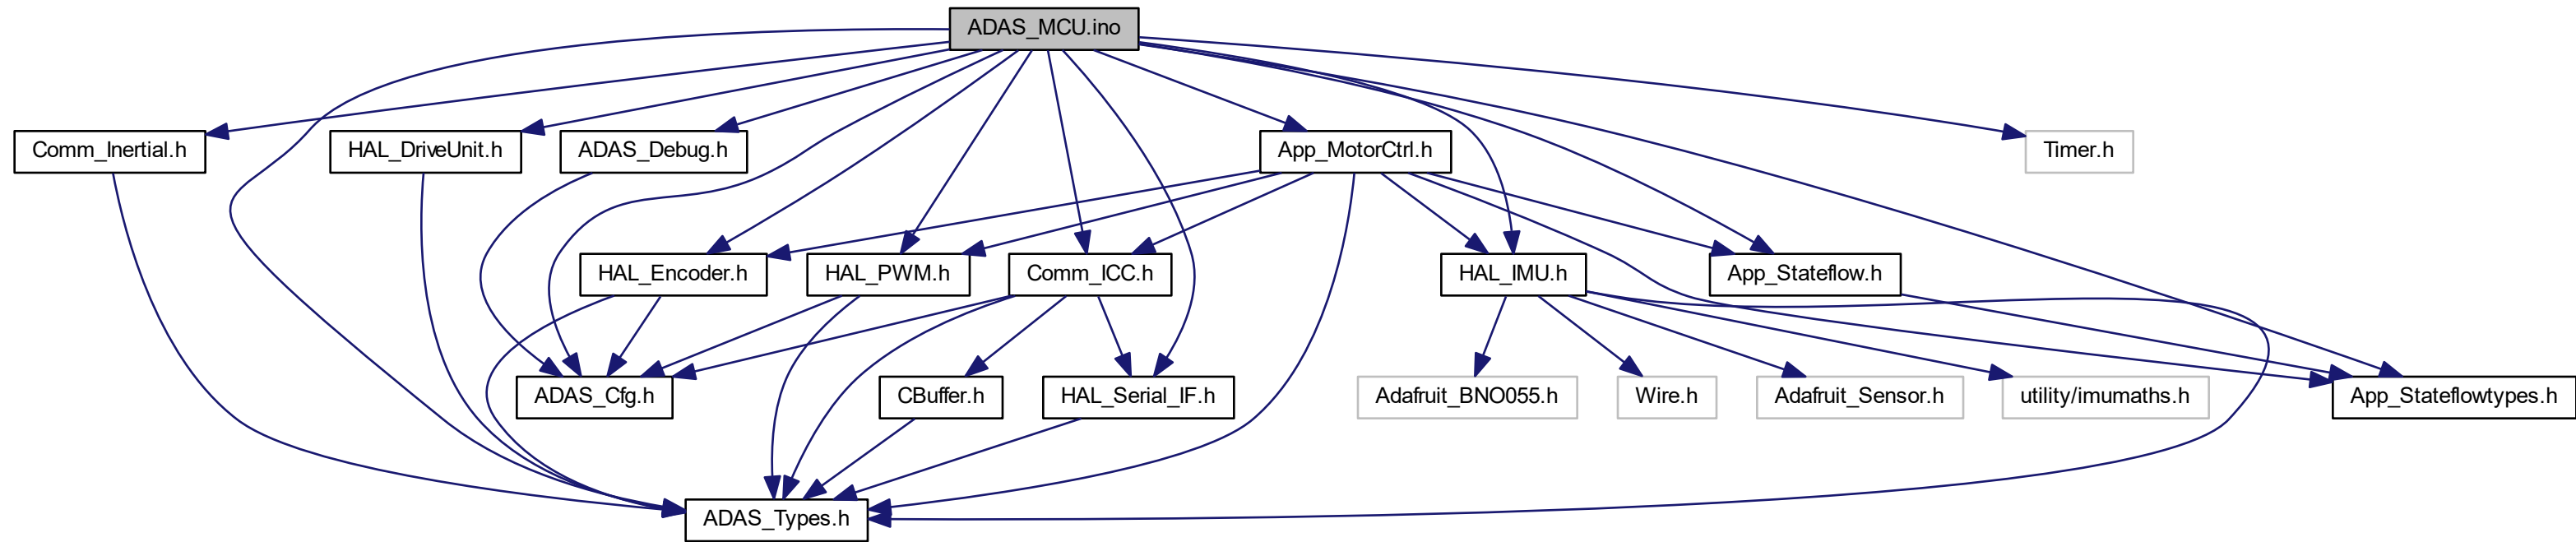 ADAS_MCU.ino
Comm_Inertial.h
HAL_DriveUnit.h
ADAS_Debug.h
App_MotorCtrl.h
Timer.h
HAL_Encoder.h
HAL_PWM.h
Comm_ICC.h
HAL_IMU.h
App_Stateflow.h
ADAS_Cfg.h
CBuffer.h
HAL_Serial_IF.h
Adafruit_BNO055.h
Wire.h
Adafruit_Sensor.h
utility/imumaths.h
App_Stateflowtypes.h
ADAS_Types.h